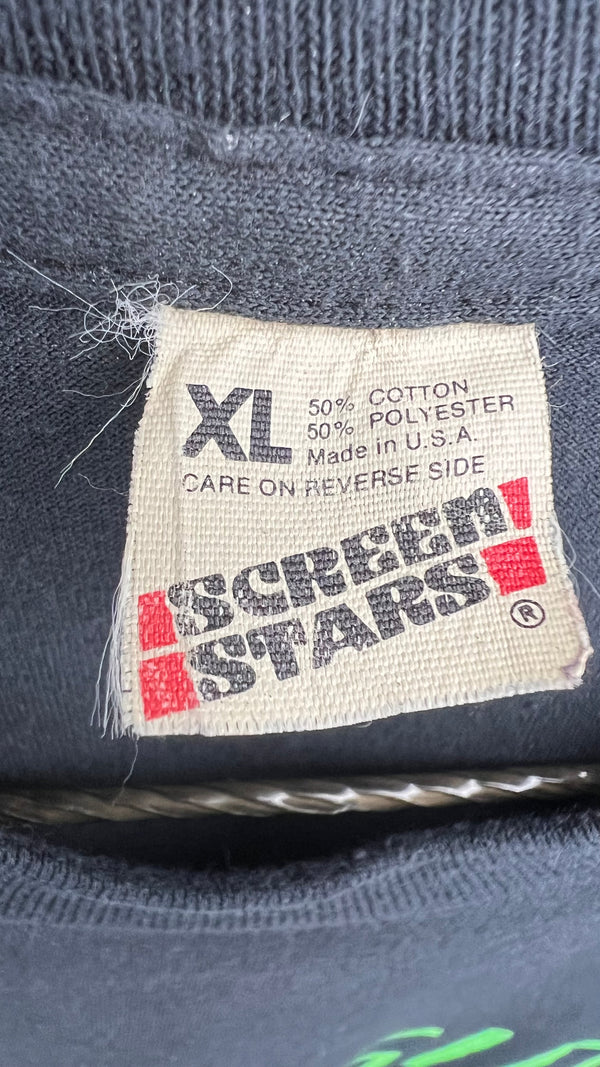 XL
50% COTTON
50% POLYESTER
Made in U.S.A.
CARE ON REVERSE SIDE
SCREEN
STARS ®